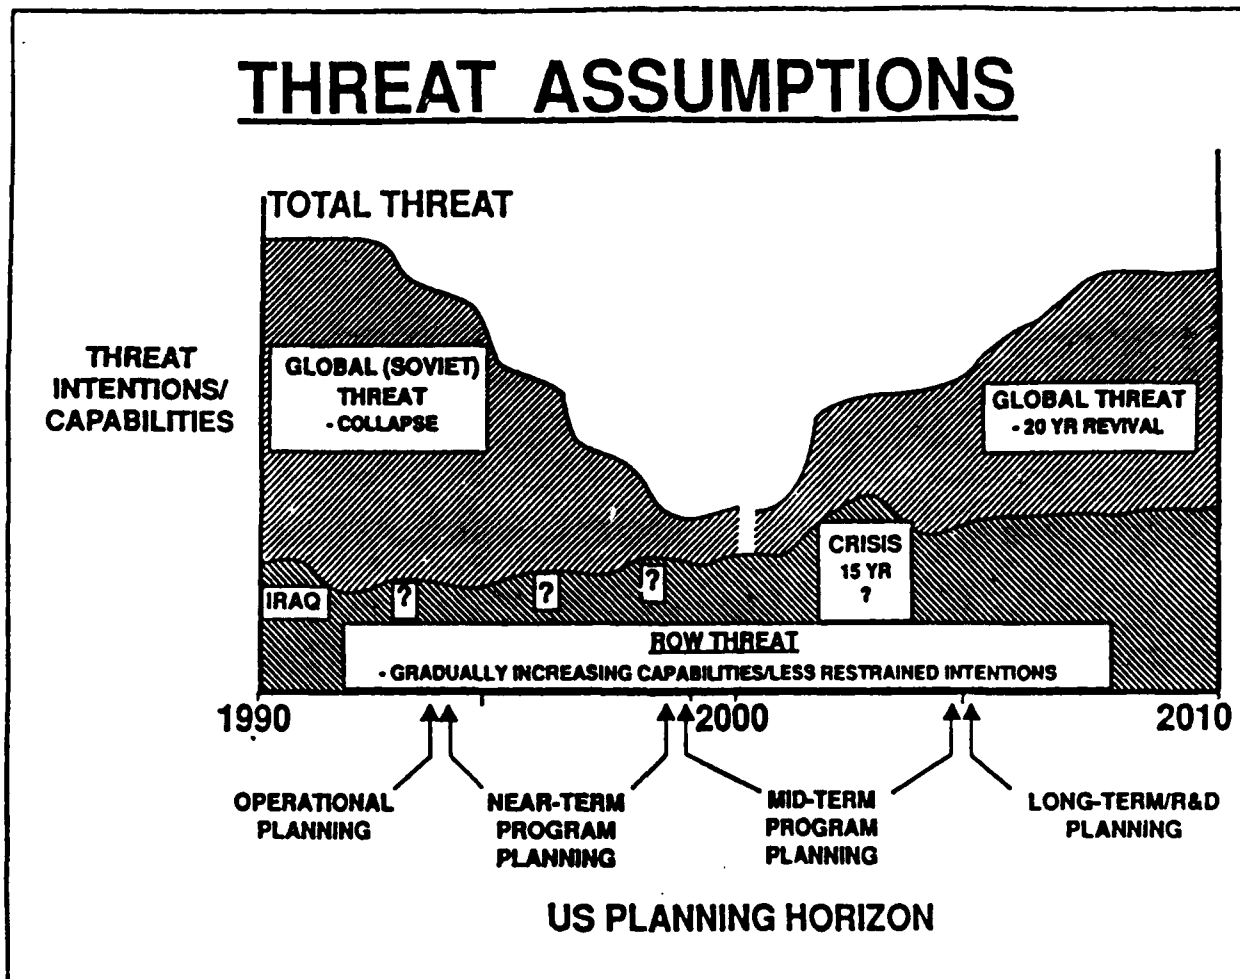 THREAT ASSUMPTIONS
TOTAL THREAT
THREAT
INTENTIONS/
CAPABILITIES
GLOBAL (SOVIET)
THREAT
- COLLAPSE
GLOBAL THREAT
- 20 YR REVIVAL
IRAQ
?
?
?
CRISIS
15 YR
?
ROW THREAT
- GRADUALLY INCREASING CAPABILITIES/LESS RESTRAINED INTENTIONS
1990
2000
2010
OPERATIONAL
PLANNING
NEAR-TERM
PROGRAM
PLANNING
MID-TERM
PROGRAM
PLANNING
LONG-TERM/R&D
PLANNING
US PLANNING HORIZON